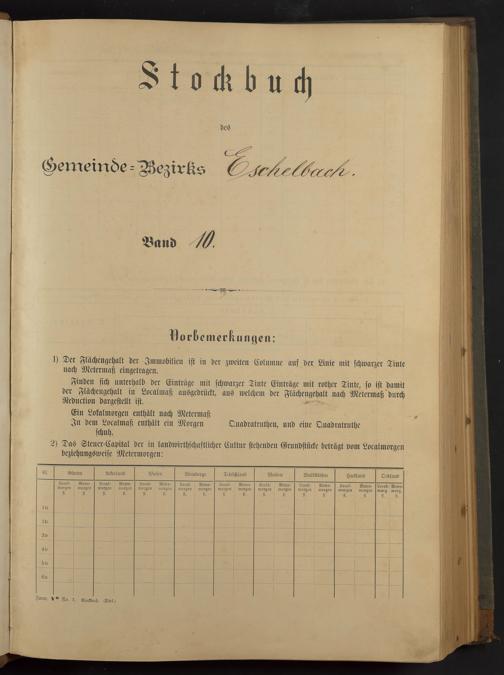 Stockbuch
des
Gemeinde=Bezirks Eschelbach.
Band 10.
Vorbemerkungen:
1) Der Flächengehalt der Immobilien ist in der zweiten Columne auf der Linie mit schwarzer Tinte
nach Metermaß eingetragen.
Finden sich unterhalb der Einträge mit schwarzer Tinte Einträge mit rother Tinte, so ist damit
der Flächengehalt in Localmaß ausgedrückt, aus welchem der Flächengehalt nach Metermaß durch
Reduction dargestellt ist.
Ein Lokalmorgen enthält nach Metermaß
In dem Localmaß enthält ein Morgen Quadratruthen, und eine Quadratruthe
schuh.
2) Das Steuer-Capital der in landwirthschaftlicher Cultur stehenden Grundstücke beträgt vom Localmorgen
beziehungsweise Metermorgen:
Kl. Ackerland Wiesen Weinberge